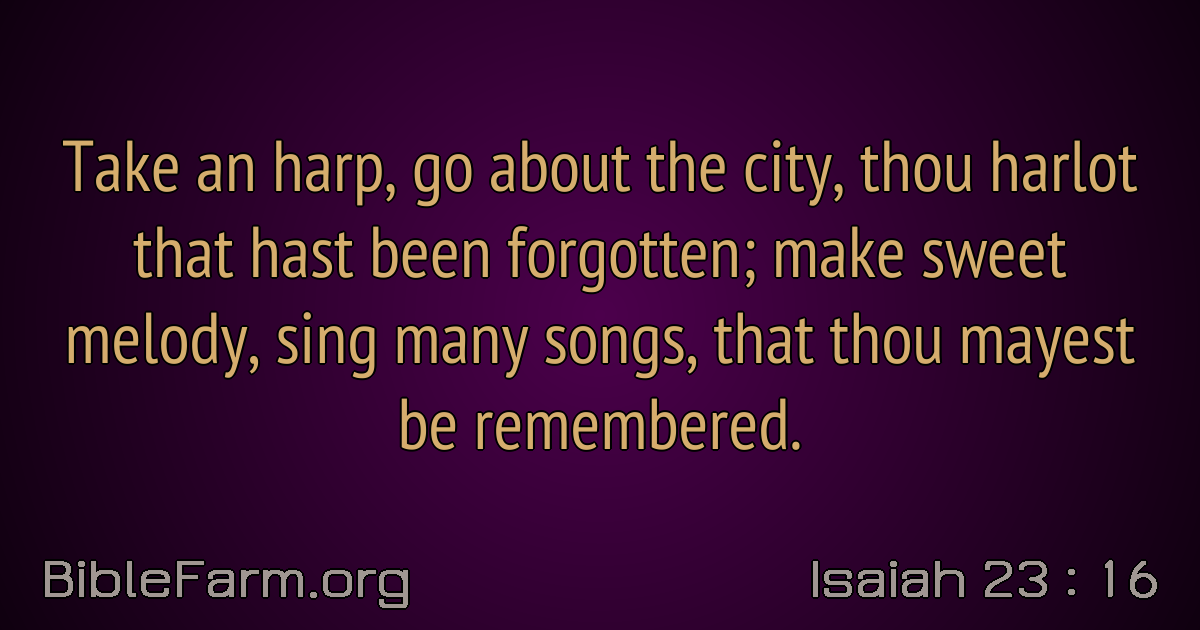 Take an harp, go about the city, thou harlot
that hast been forgotten; make sweet
melody, sing many songs, that thou mayest
be remembered.
BibleFarm.org
Isaiah 23 : 16